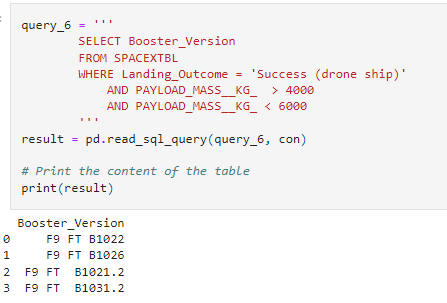 query_6 = '''
SELECT Booster_Version
FROM SPACEXTBL
WHERE Landing_Outcome = 'Success (drone ship)'
AND PAYLOAD_MASS__KG_  > 4000
AND PAYLOAD_MASS__KG_ < 6000
'''
result = pd.read_sql_query(query_6, con)
# Print the content of the table
print(result)
Booster_Version
0 F9 FT B1022
1 F9 FT B1026
2 F9 FT  B1021.2
3 F9 FT  B1031.2